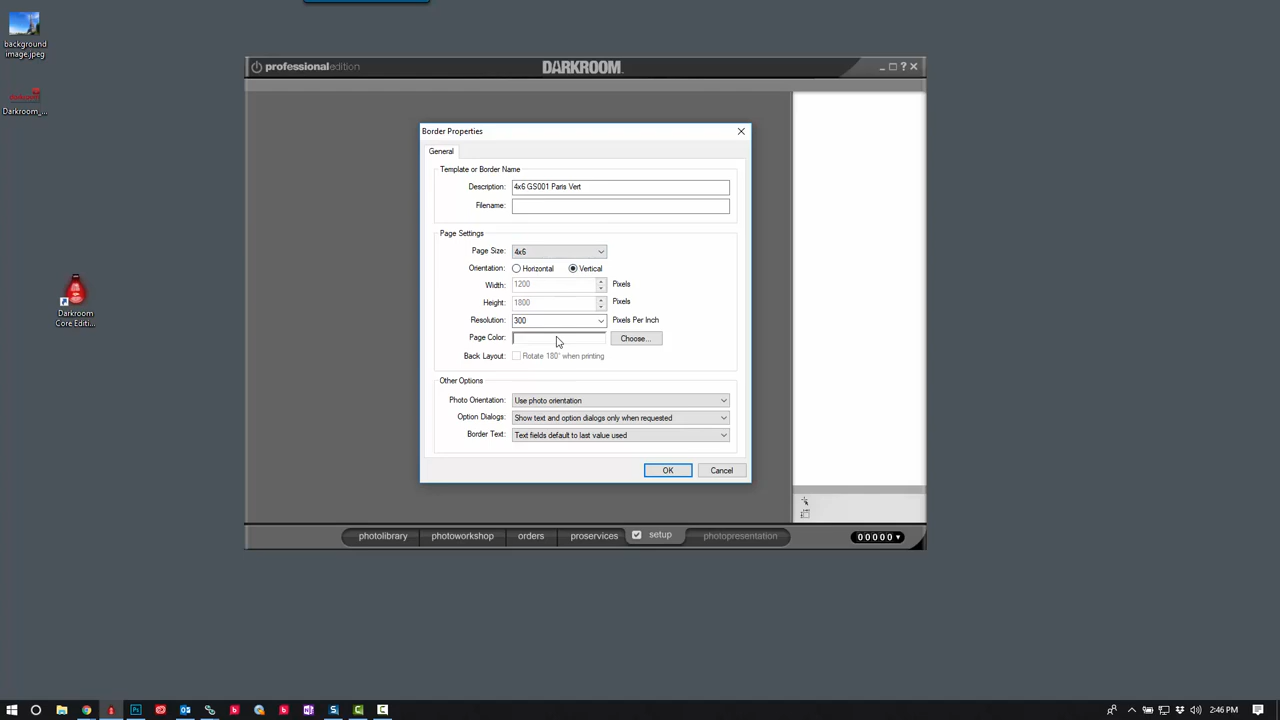 background
image.jpeg
Darkroom_...
Darkroom
Core Editi...
professionaledition
DARKROOM
Border Properties
General
Template or Border Name
Description: 4x6 GS001 Paris Vert
Filename:
Page Settings
Page Size: 4x6
Orientation: Horizontal Vertical
Width: 1200 Pixels
Height: 1800 Pixels
Resolution: 300 Pixels Per Inch
Page Color: Choose...
Back Layout: Rotate 180° when printing
Other Options
Photo Orientation: Use photo orientation
Option Dialogs: Show text and option dialogs only when requested
Border Text: Text fields default to last value used
OK Cancel
photolibrary photoworkshop orders proservices setup photopresentation 00000
2:46 PM